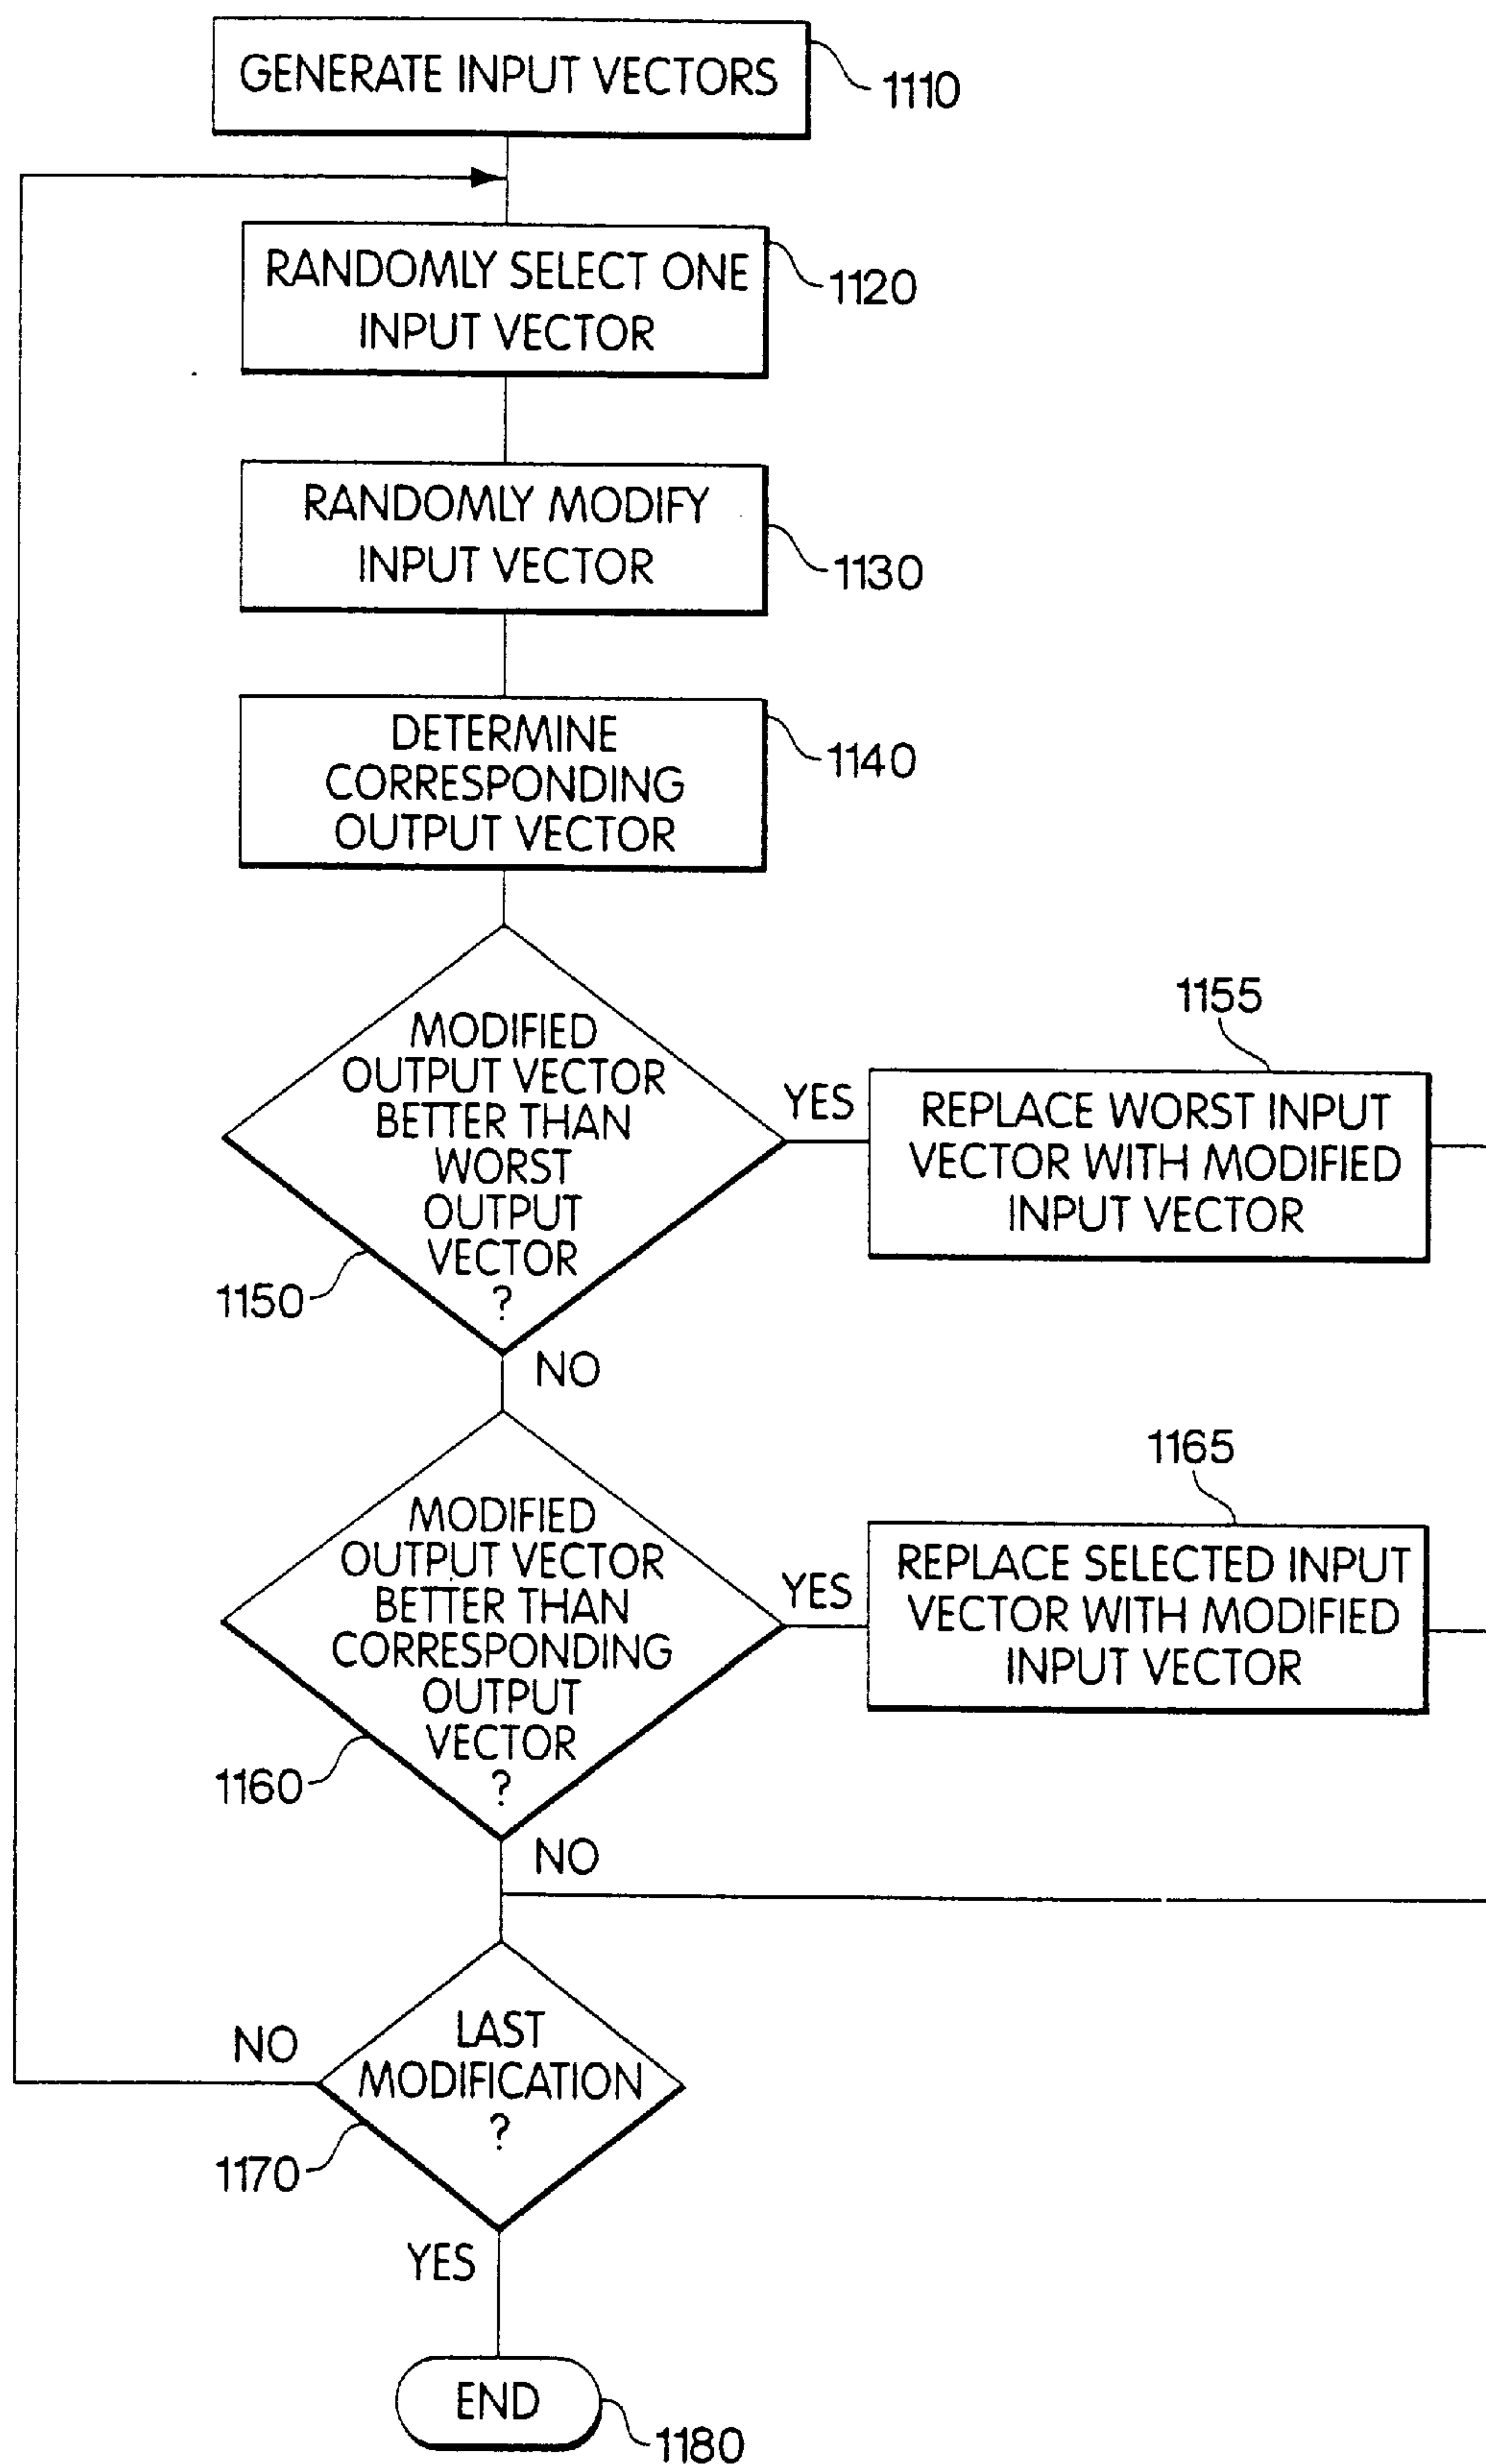 GENERATE INPUT VECTORS
1110
RANDOMLY SELECT ONE
INPUT VECTOR
1120
RANDOMLY MODIFY
INPUT VECTOR
1130
DETERMINE
CORRESPONDING
OUTPUT VECTOR
1140
MODIFIED
OUTPUT VECTOR
BETTER THAN
WORST
OUTPUT
VECTOR
?
1150
YES
1155
REPLACE WORST INPUT
VECTOR WITH MODIFIED
INPUT VECTOR
NO
MODIFIED
OUTPUT VECTOR
BETTER THAN
CORRESPONDING
OUTPUT
VECTOR
?
1160
YES
1165
REPLACE SELECTED INPUT
VECTOR WITH MODIFIED
INPUT VECTOR
NO
LAST
MODIFICATION
?
NO
1170
YES
END
1180